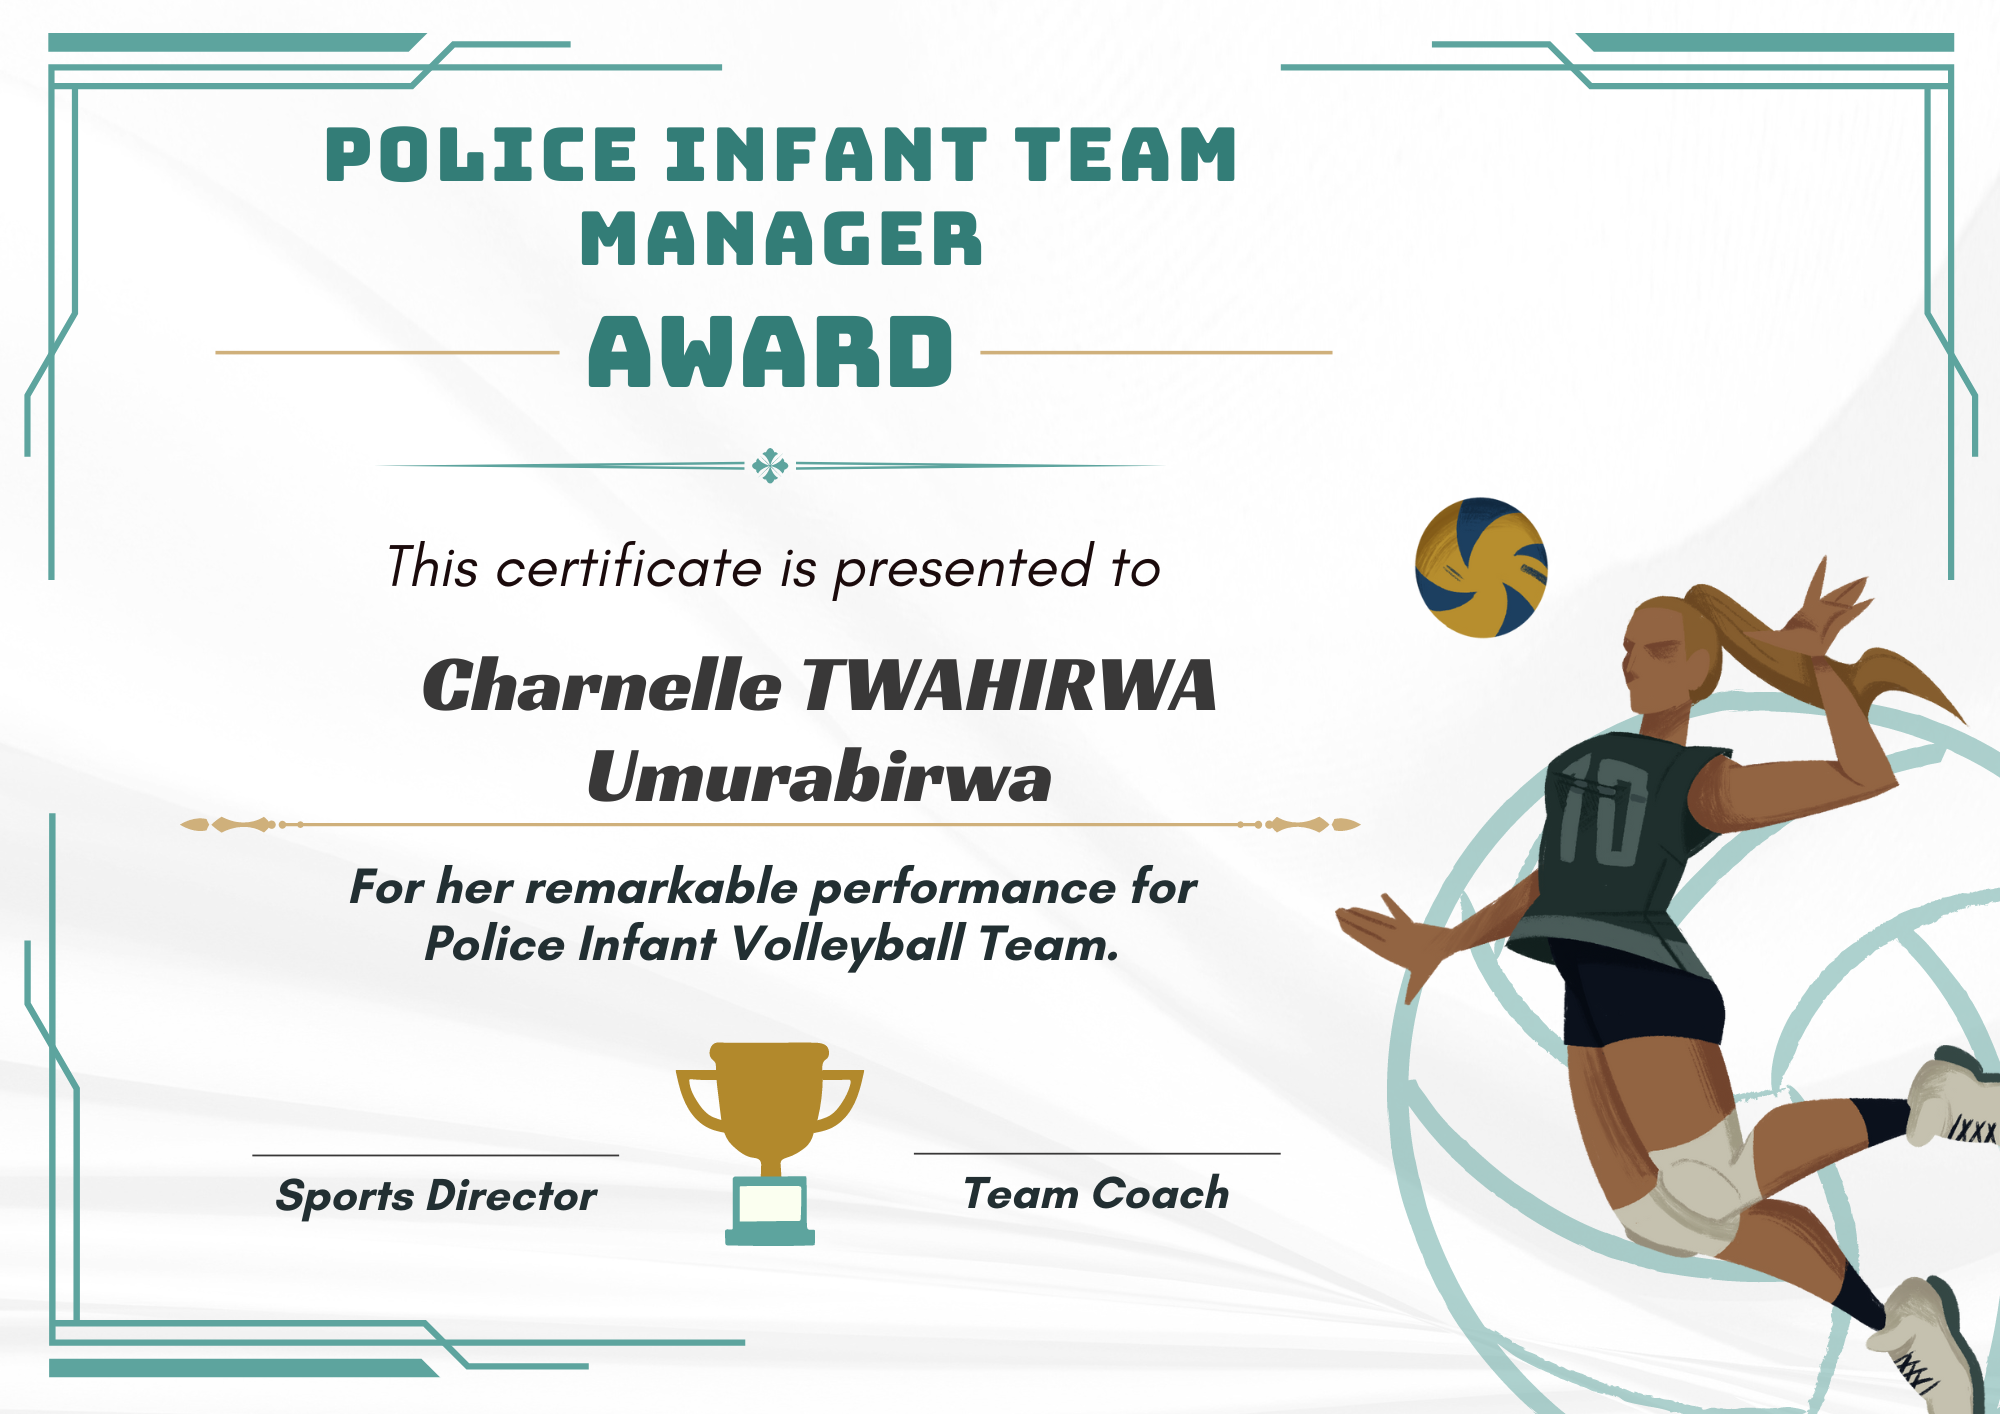 POLICE INFANT TEAM
MANAGER
AWARD
This certificate is presented to
Charnelle TWAHIRWA
Umurabirwa
For her remarkable performance for
Police Infant Volleyball Team.
10
Sports Director
Team Coach